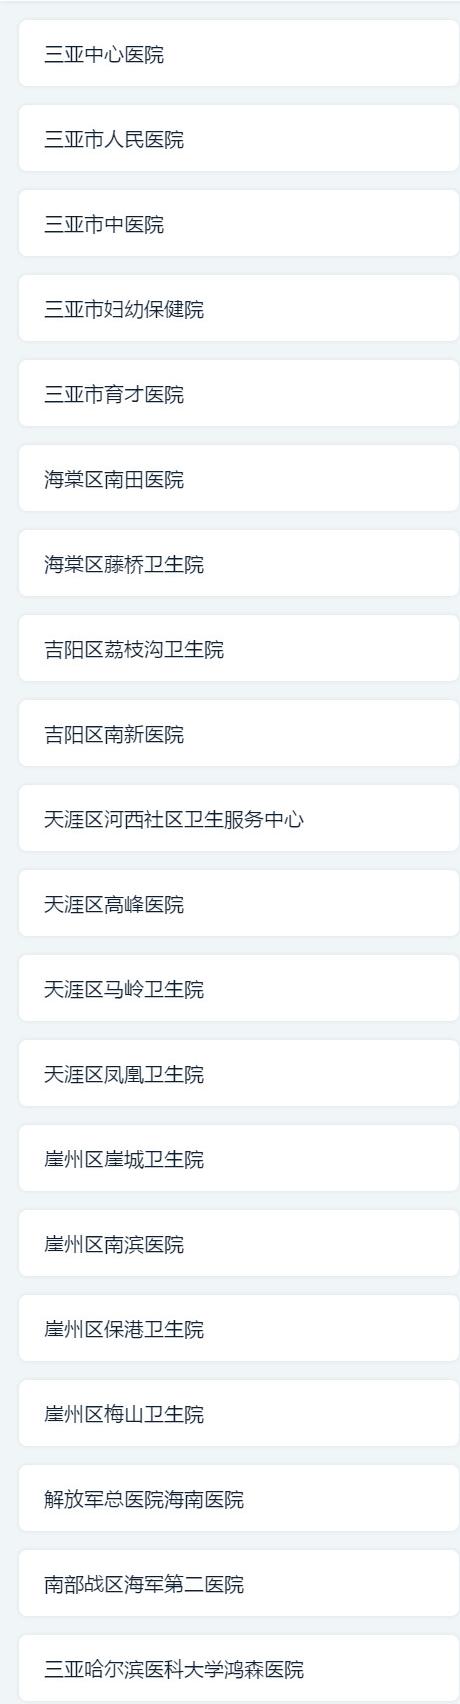 三亚中心医院
三亚市人民医院
三亚市中医院
三亚市妇幼保健院
三亚市育才医院
海棠区南田医院
海棠区藤桥卫生院
吉阳区荔枝沟卫生院
吉阳区南新医院
天涯区河西社区卫生服务中心
天涯区高峰医院
天涯区马岭卫生院
天涯区凤凰卫生院
崖州区崖城卫生院
崖州区南滨医院
崖州区保港卫生院
崖州区梅山卫生院
解放军总医院海南医院
南部战区海军第二医院
三亚哈尔滨医科大学鸿森医院